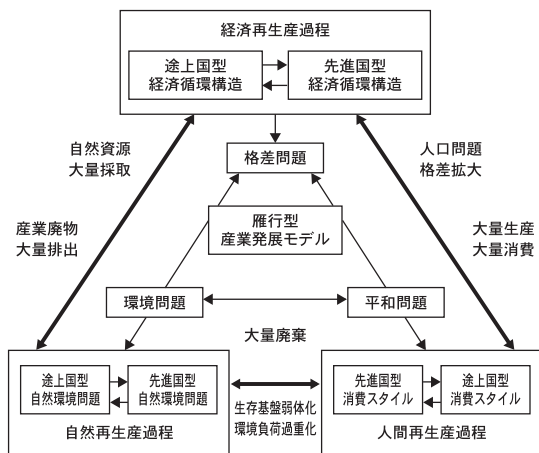 経済再生産過程
途上国型
経済循環構造
先進国型
経済循環構造
自然資源
大量採取
人口問題
格差拡大
格差問題
産業廃物
大量排出
雁行型
産業発展モデル
大量生産
大量消費
環境問題
平和問題
大量廃棄
途上国型
自然環境問題
先進国型
自然環境問題
自然再生産過程
生存基盤弱体化
環境負荷過重化
先進国型
消費スタイル
途上国型
消費スタイル
人間再生産過程